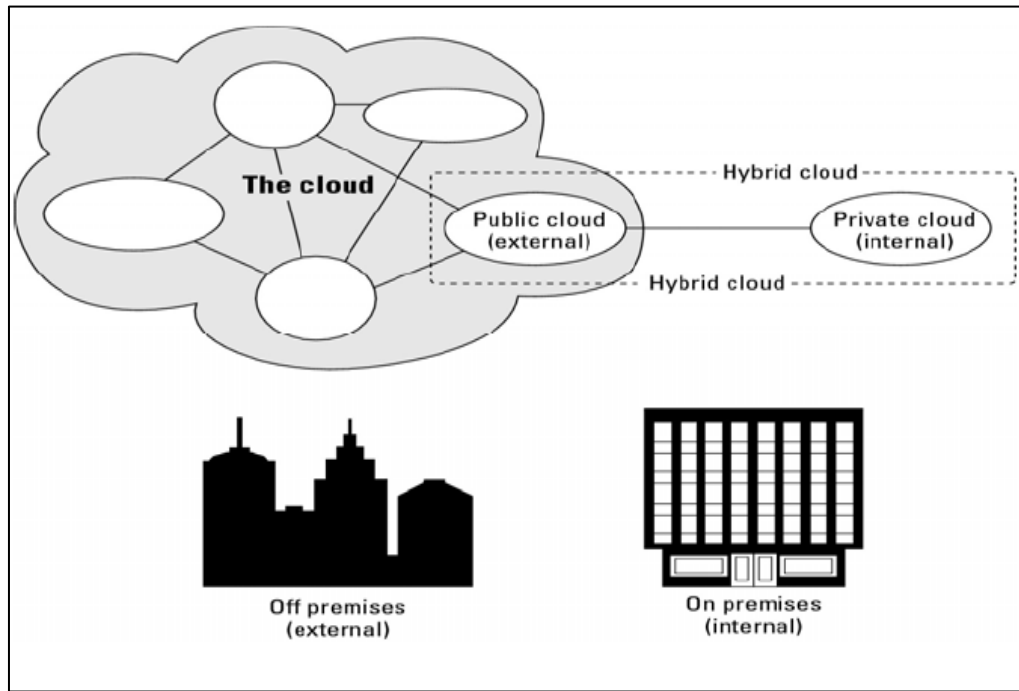 Hybrid cloud
The cloud
Public cloud
(external)
Private cloud
(internal)
Hybrid cloud
Off premises
(external)
On premises
(internal)